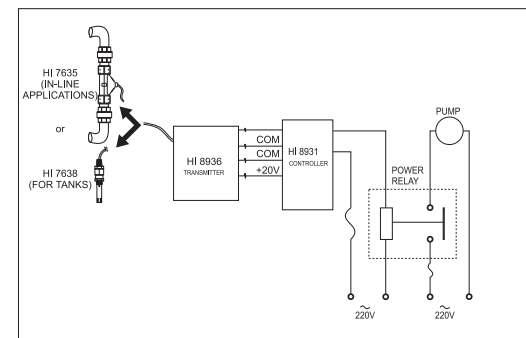 HI 7635
(IN-LINE
APPLICATIONS)
or
HI 7638
(FOR TANKS)
HI 8936
TRANSMITTER
COM
COM
+20V
HI 8931
CONTROLLER
PUMP
POWER
RELAY
~
220V
~
220V